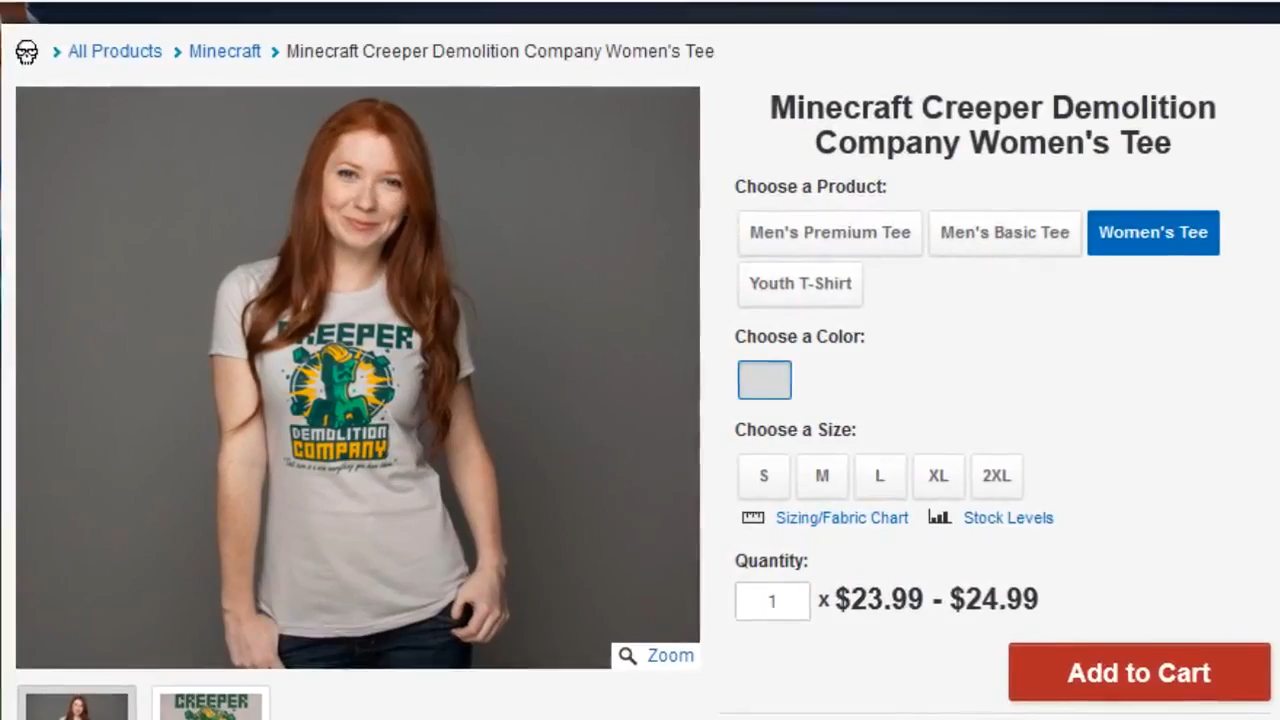 All Products
Minecraft
Minecraft Creeper Demolition Company Women's Tee
CREEPER
DEMOLITION
COMPANY
Zoom
CREEPER
Minecraft Creeper Demolition
Company Women's Tee
Choose a Product:
Men's Premium Tee
Men's Basic Tee
Women's Tee
Youth T-Shirt
Choose a Color:
Choose a Size:
S M L XL 2XL
Sizing/Fabric Chart
Stock Levels
Quantity:
1 x $23.99 - $24.99
Add to Cart